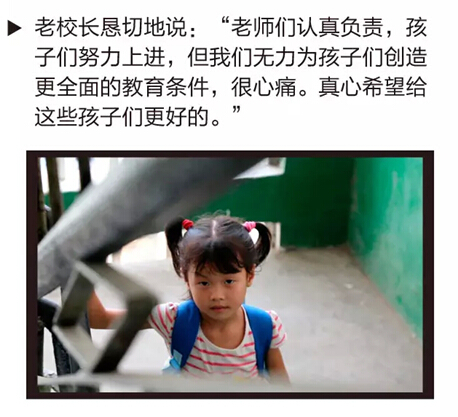 ▶ 老校长恳切地说：“老师们认真负责，孩
子们努力上进，但我们无力为孩子们创造
更全面的教育条件，很心痛。真心希望给
这些孩子们更好的。”